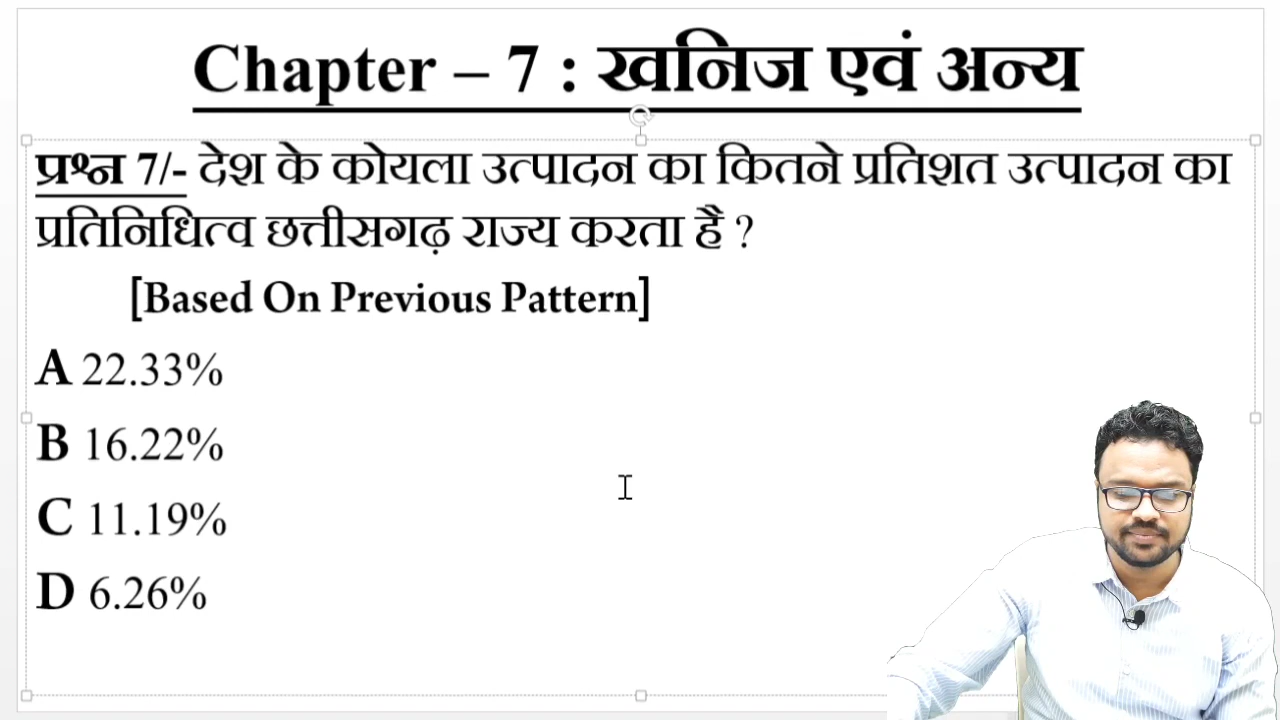 Chapter – 7 : खनिज एवं अन्य
प्रश्न 7/- देश के कोयला उत्पादन का कितने प्रतिशत उत्पादन का
प्रतिनिधित्व छत्तीसगढ़ राज्य करता है ?
[Based On Previous Pattern]
A 22.33%
B 16.22%
C 11.19%
D 6.26%